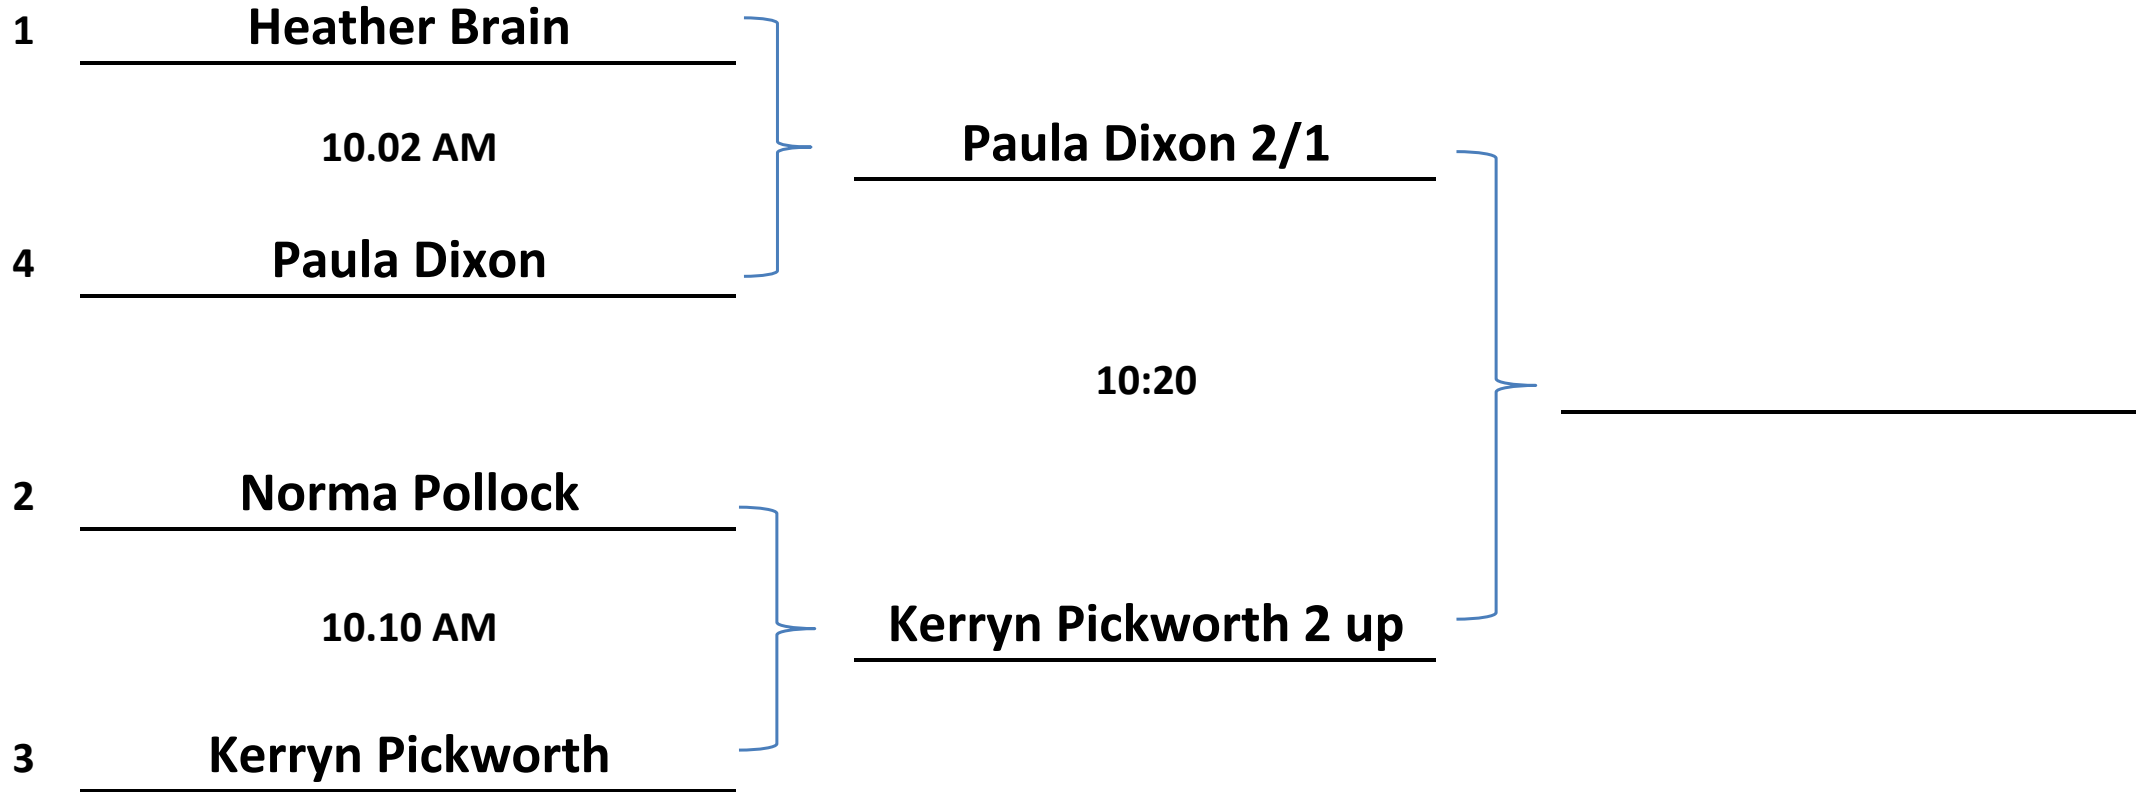 1 Heather Brain
10.02 AM
Paula Dixon 2/1
4 Paula Dixon
10:20
2 Norma Pollock
10.10 AM
Kerryn Pickworth 2 up
3 Kerryn Pickworth